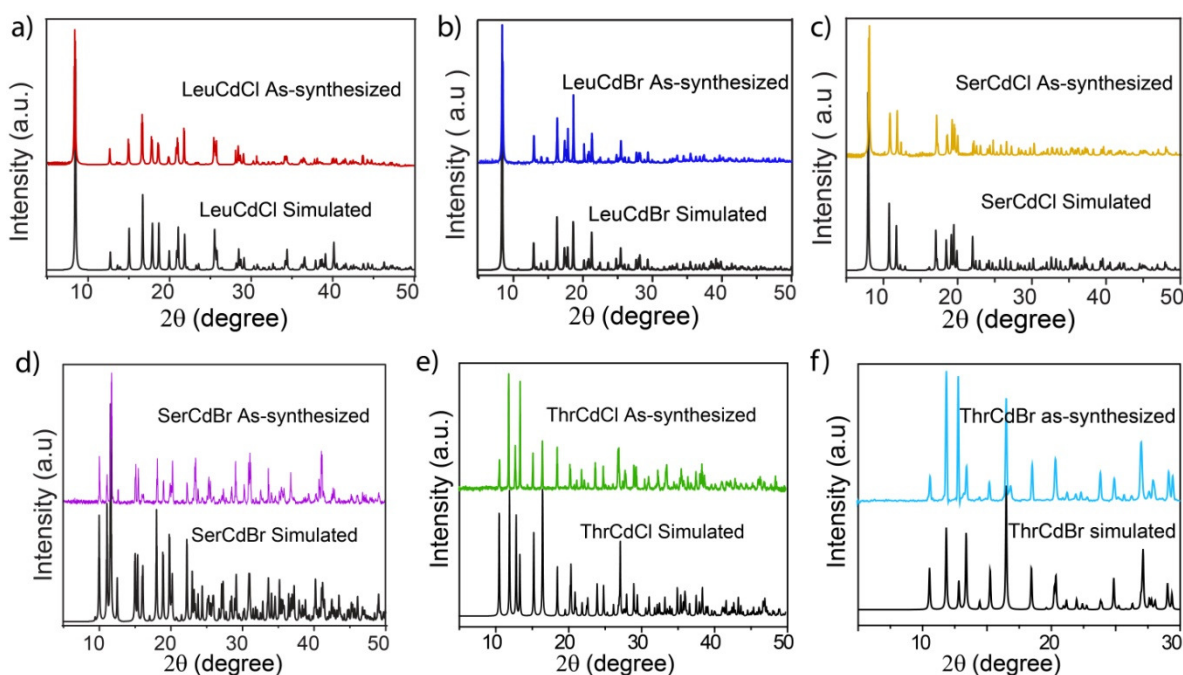 a)
Intensity (a.u.)
LeuCdCl As-synthesized
LeuCdCl Simulated
10 20 30 40 50
2θ (degree)
b)
Intensity ( a.u )
LeuCdBr As-synthesized
LeuCdBr Simulated
10 20 30 40 50
2θ (degree)
c)
Intensity ( a.u )
SerCdCl As-synthesized
SerCdCl Simulated
10 20 30 40 50
2θ (degree)
d)
Intensity (a.u)
SerCdBr As-synthesized
SerCdBr Simulated
10 20 30 40 50
2θ (degree)
e)
Intensity (a.u.)
ThrCdCl As-synthesized
ThrCdCl Simulated
10 20 30 40 50
2θ (degree)
f)
Intensity (a.u)
ThrCdBr as-synthesized
ThrCdBr simulated
10 20 30
2θ (degree)